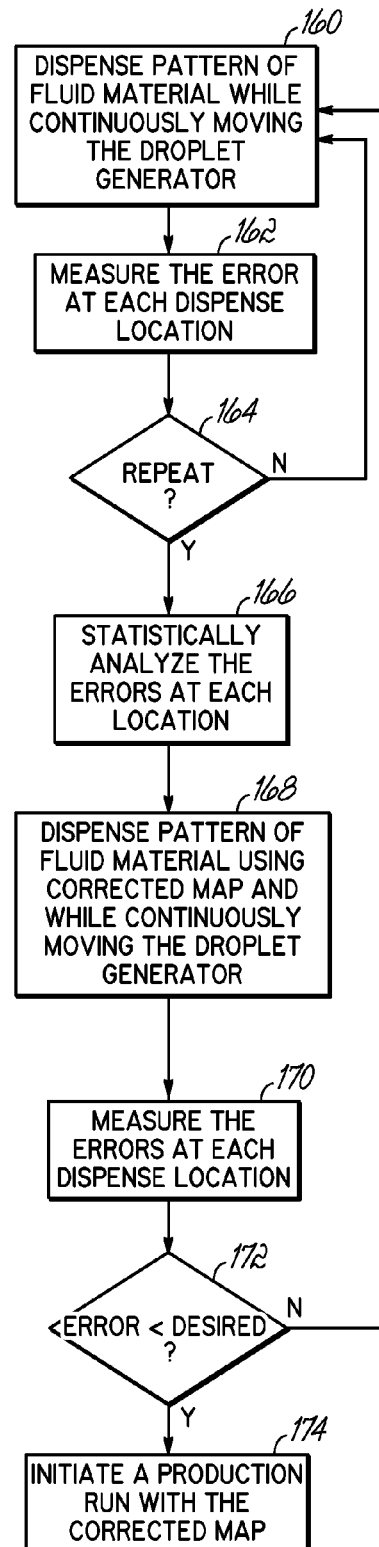 160
DISPENSE PATTERN OF
FLUID MATERIAL WHILE
CONTINUOUSLY MOVING
THE DROPLET
GENERATOR
162
MEASURE THE ERROR
AT EACH DISPENSE
LOCATION
164
REPEAT
?
N
Y
166
STATISTICALLY
ANALYZE THE
ERRORS AT EACH
LOCATION
168
DISPENSE PATTERN OF
FLUID MATERIAL USING
CORRECTED MAP AND
WHILE CONTINUOUSLY
MOVING THE DROPLET
GENERATOR
170
MEASURE THE
ERRORS AT EACH
DISPENSE LOCATION
172
<ERROR < DESIRED
?
N
Y
174
INITIATE A PRODUCTION
RUN WITH THE
CORRECTED MAP